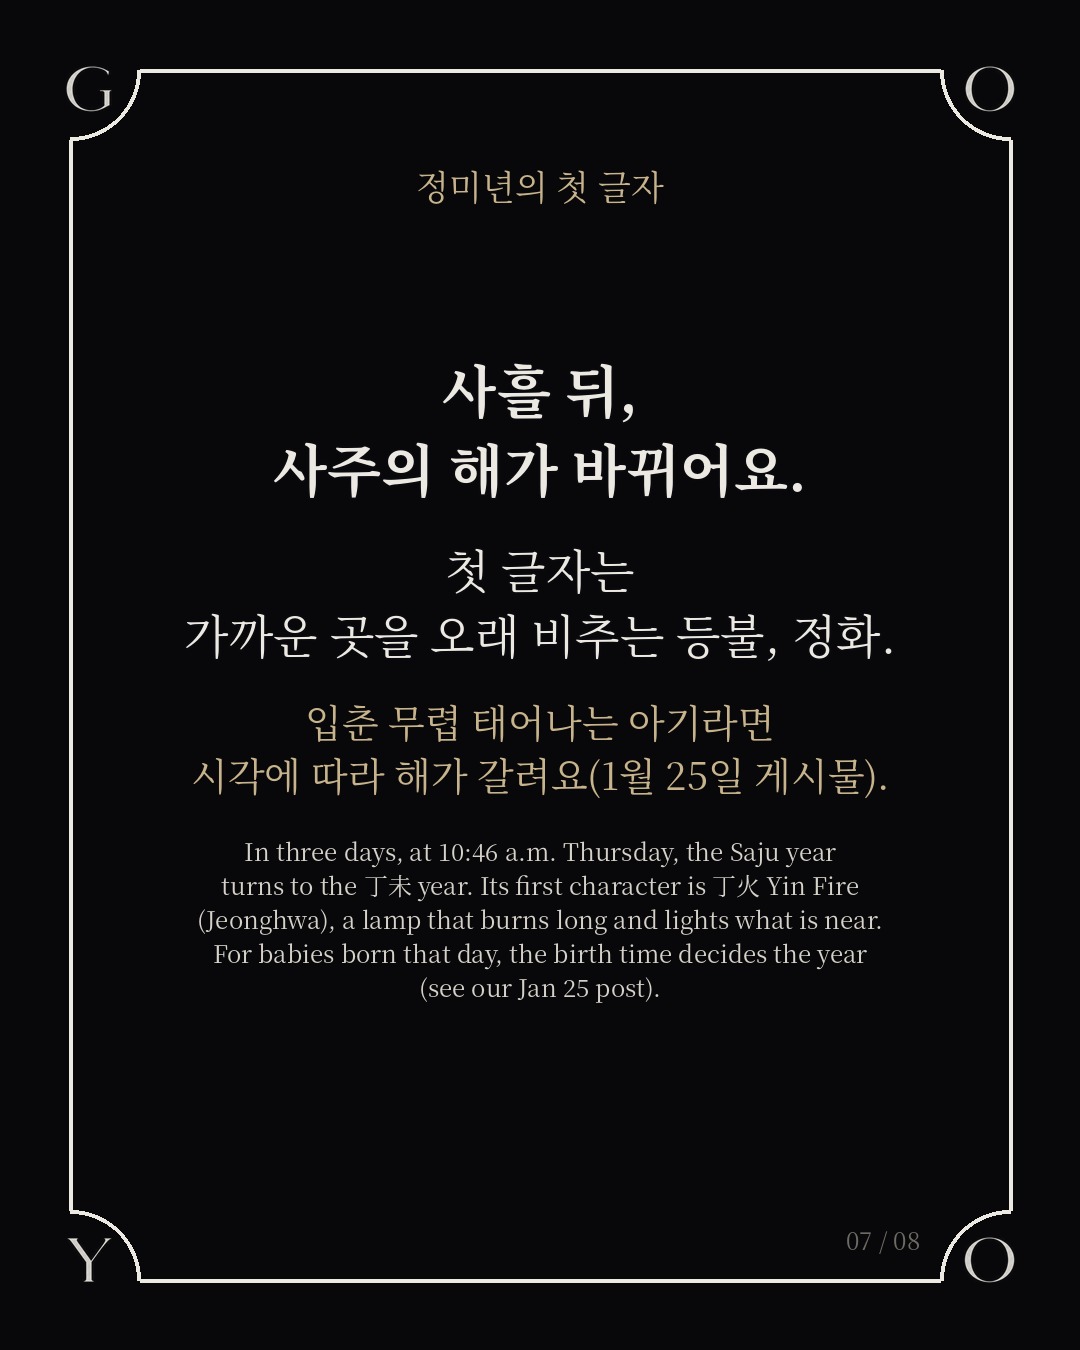 G O
정미년의 첫 글자
사흘 뒤,
사주의 해가 바뀌어요.
첫 글자는
가까운 곳을 오래 비추는 등불, 정화.
입춘 무렵 태어나는 아기라면
시각에 따라 해가 갈려요(1월 25일 게시물).
In three days, at 10:46 a.m. Thursday, the Saju year
turns to the 丁未 year. Its first character is 丁火 Yin Fire
(Jeonghwa), a lamp that burns long and lights what is near.
For babies born that day, the birth time decides the year
(see our Jan 25 post).
07 / 08
Y O